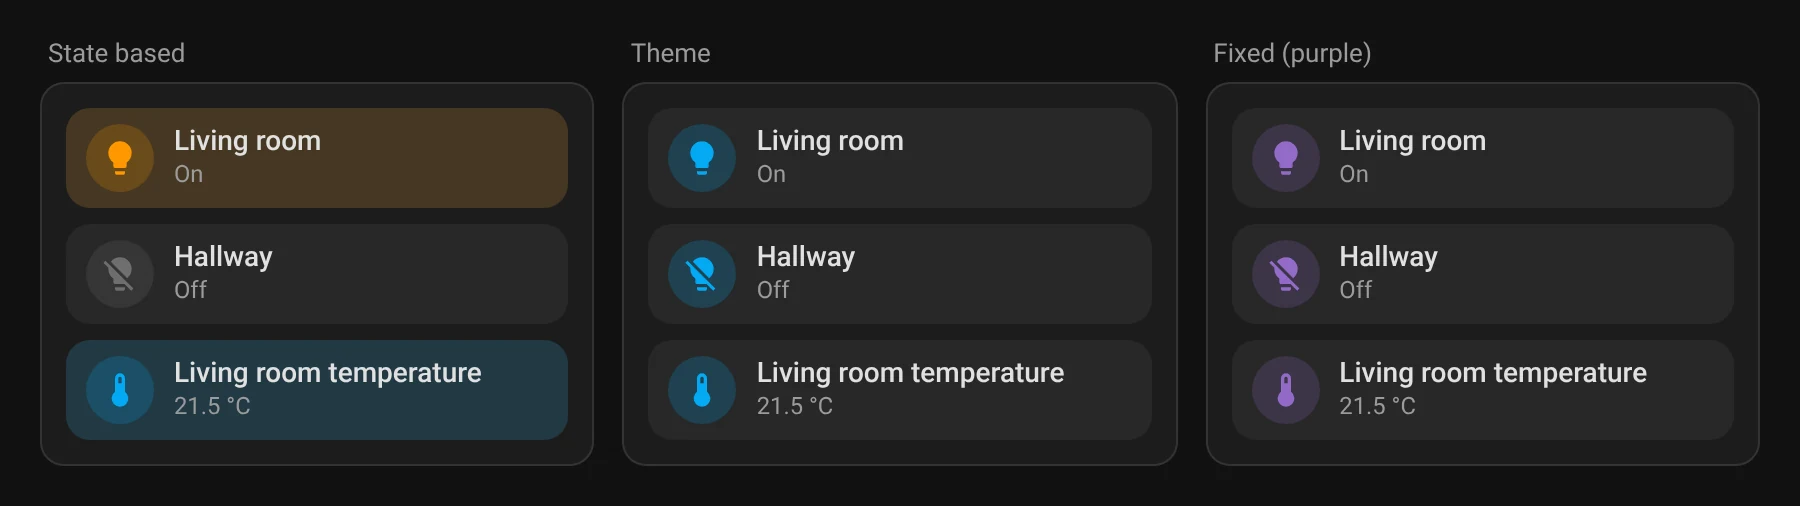 State based
Living room
On
Hallway
Off
Living room temperature
21.5 °C
Theme
Living room
On
Hallway
Off
Living room temperature
21.5 °C
Fixed (purple)
Living room
On
Hallway
Off
Living room temperature
21.5 °C